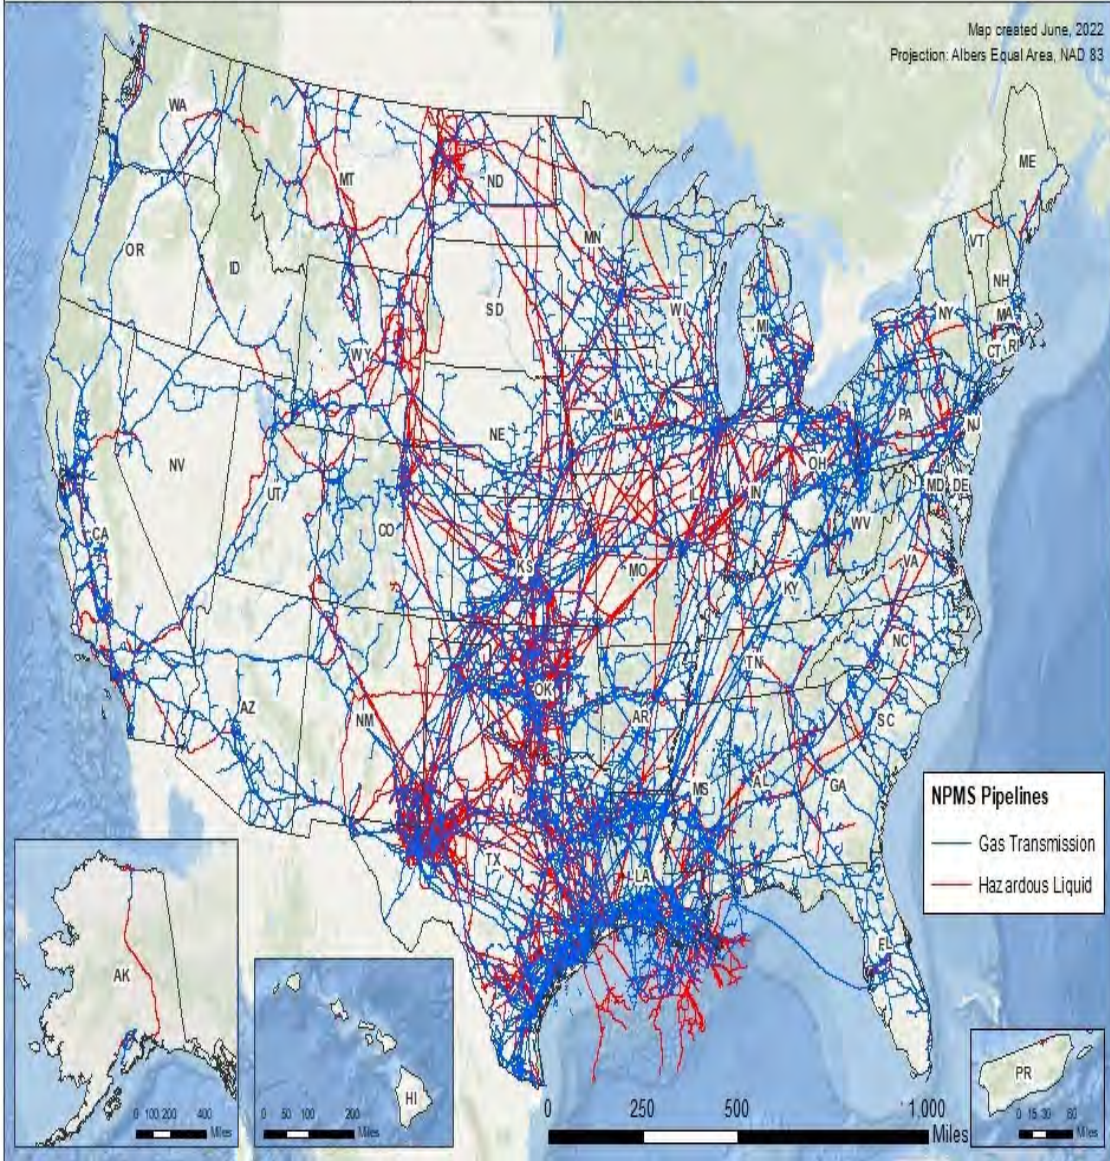 Map created June, 2022
Projection: Albers Equal Area, NAD 83
WA
MT
ND
ME
OR
ID
MN
VT
NH
SD
WI
MI
NY
MA
CT
RI
WY
IA
PA
NE
NJ
NV
UT
OH
IL
IN
MD
DE
CO
WV
CA
KS
MO
KY
VA
NC
TN
OK
AZ
NM
AR
SC
MS
AL
GA
TX
LA
FL
NPMS Pipelines
Gas Transmission
Hazardous Liquid
AK
0 100 200 400
Miles
HI
0 50 100 200
Miles
0 250 500 1,000
Miles
PR
0 15 30 60
Miles